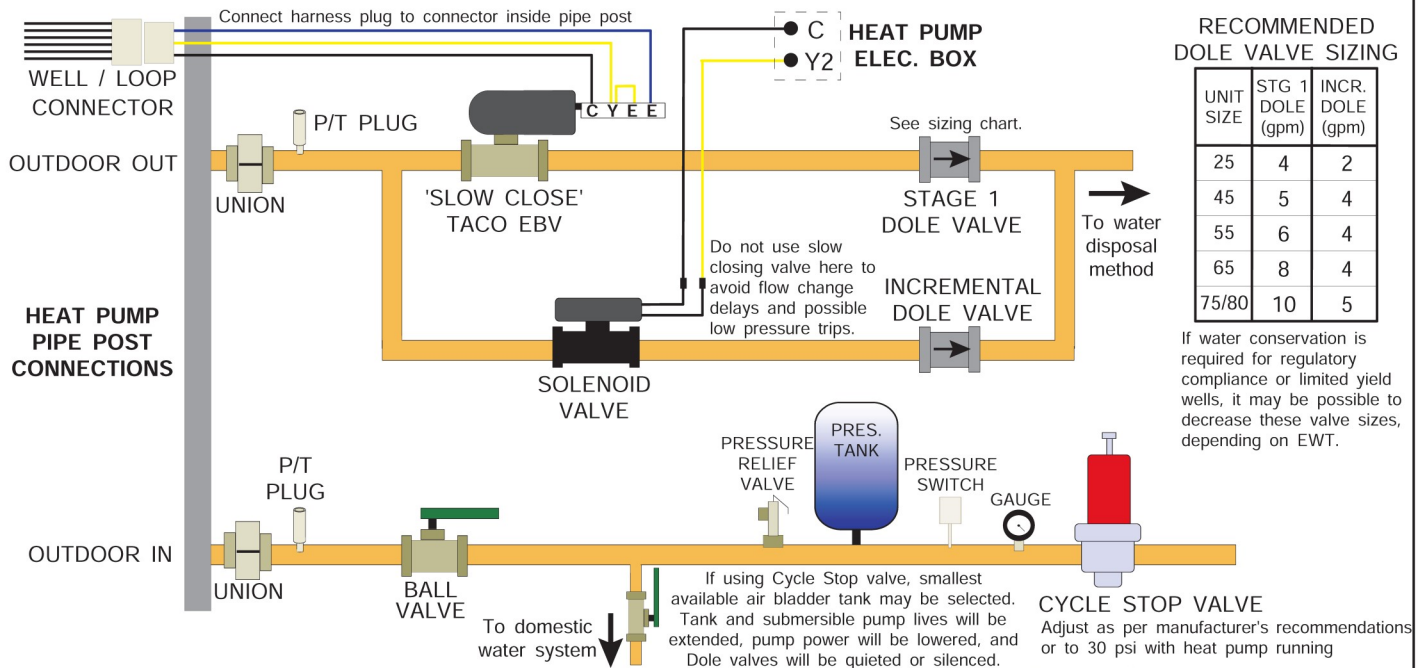 Connect harness plug to connector inside pipe post
WELL / LOOP
CONNECTOR
C Y E E
C
Y2
HEAT PUMP
ELEC. BOX
P/T PLUG
OUTDOOR OUT
UNION
'SLOW CLOSE'
TACO EBV
See sizing chart.
STAGE 1
DOLE VALVE
To water
disposal
method
Do not use slow
closing valve here to
avoid flow change
delays and possible
low pressure trips.
INCREMENTAL
DOLE VALVE
SOLENOID
VALVE
HEAT PUMP
PIPE POST
CONNECTIONS
RECOMMENDED
DOLE VALVE SIZING
UNIT SIZE STG 1 DOLE (gpm) INCR. DOLE (gpm)
25 4 2
45 5 4
55 6 4
65 8 4
75/80 10 5
If water conservation is
required for regulatory
compliance or limited yield
wells, it may be possible to
decrease these valve sizes,
depending on EWT.
P/T
PLUG
OUTDOOR IN
UNION
BALL
VALVE
To domestic
water system
PRESSURE
RELIEF
VALVE
PRES.
TANK
PRESSURE
SWITCH
GAUGE
If using Cycle Stop valve, smallest
available air bladder tank may be selected.
Tank and submersible pump lives will be
extended, pump power will be lowered, and
Dole valves will be quieted or silenced.
CYCLE STOP VALVE
Adjust as per manufacturer's recommendations
or to 30 psi with heat pump running